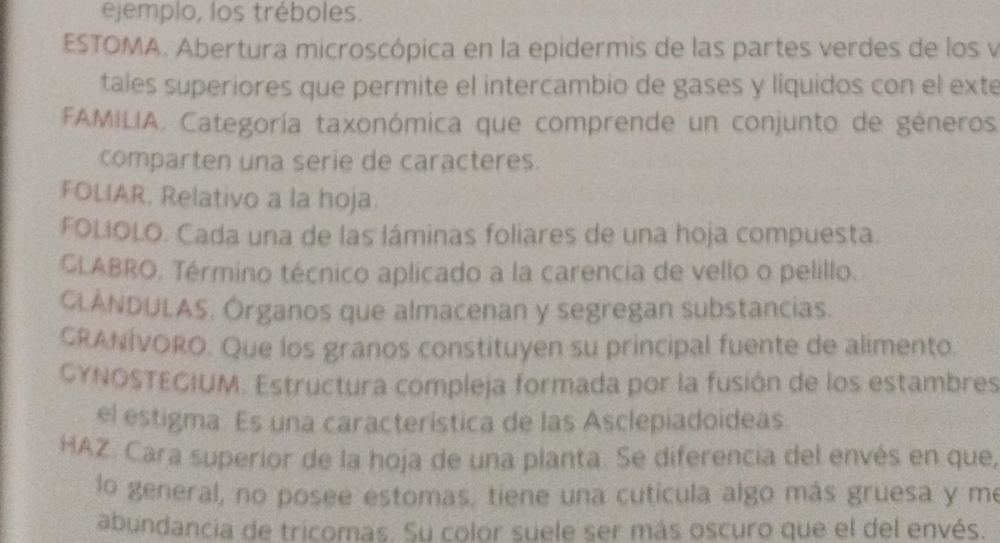 ejemplo, los tréboles.
ESTOMA. Abertura microscópica en la epidermis de las partes verdes de los v
tales superiores que permite el intercambio de gases y líquidos con el exte
FAMILIA. Categoría taxonómica que comprende un conjunto de géneros
comparten una serie de caracteres.
FOLIAR. Relativo a la hoja.
FOLIOLO. Cada una de las láminas foliares de una hoja compuesta.
GLABRO. Término técnico aplicado a la carencia de vello o pelillo.
GLÁNDULAS. Órganos que almacenan y segregan substancias.
GRANÍVORO. Que los granos constituyen su principal fuente de alimento.
GYNOSTEGIUM. Estructura compleja formada por la fusión de los estambres
el estigma. Es una característica de las Asclepiadoideas.
HAZ. Cara superior de la hoja de una planta. Se diferencia del envés en que,
lo general, no posee estomas, tiene una cutícula algo más gruesa y me
abundancia de tricomas. Su color suele ser más oscuro que el del envés.